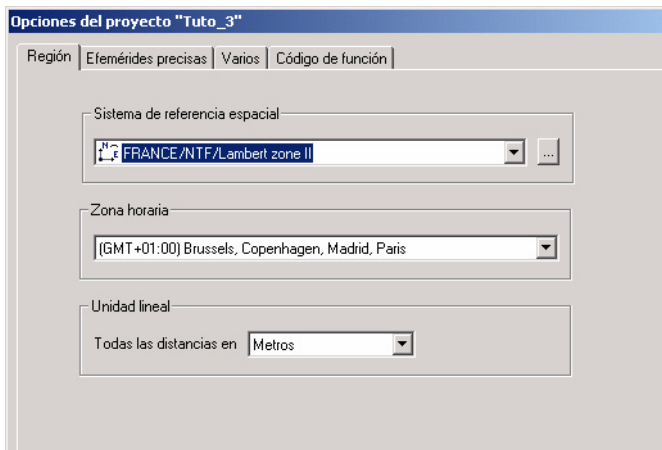 Opciones del proyecto "Tuto_3"
Región Efemérides precisas Varios Código de función
Sistema de referencia espacial
N E FRANCE/NTF/Lambert zone II ...
Zona horaria
(GMT+01:00) Brussels, Copenhagen, Madrid, Paris
Unidad lineal
Todas las distancias en Metros